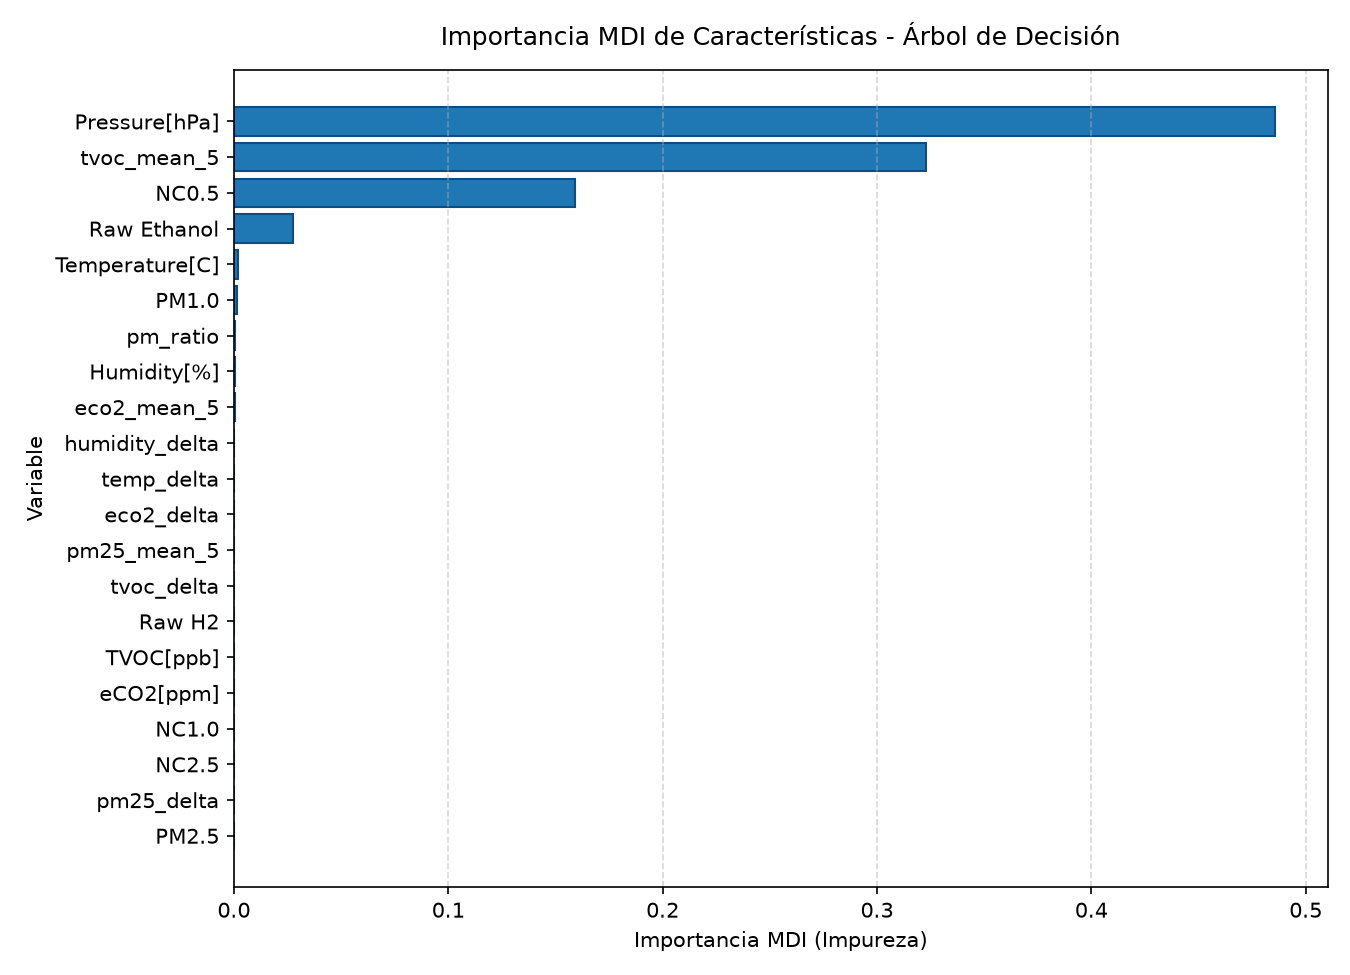 Importancia MDI de Características - Árbol de Decisión
Pressure[hPa]
tvoc_mean_5
NC0.5
Raw Ethanol
Temperature[C]
PM1.0
pm_ratio
Humidity[%]
eco2_mean_5
humidity_delta
temp_delta
eco2_delta
pm25_mean_5
tvoc_delta
Raw H2
TVOC[ppb]
eCO2[ppm]
NC1.0
NC2.5
pm25_delta
PM2.5
Variable
0.0 0.1 0.2 0.3 0.4 0.5
Importancia MDI (Impureza)